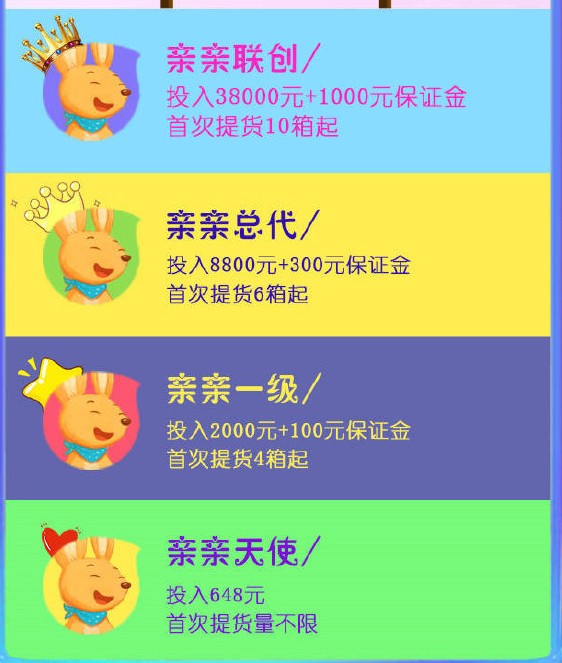 亲亲联创/
投入38000元+1000元保证金
首次提货10箱起
亲亲总代/
投入8800元+300元保证金
首次提货6箱起
亲亲一级/
投入2000元+100元保证金
首次提货4箱起
亲亲天使/
投入648元
首次提货量不限